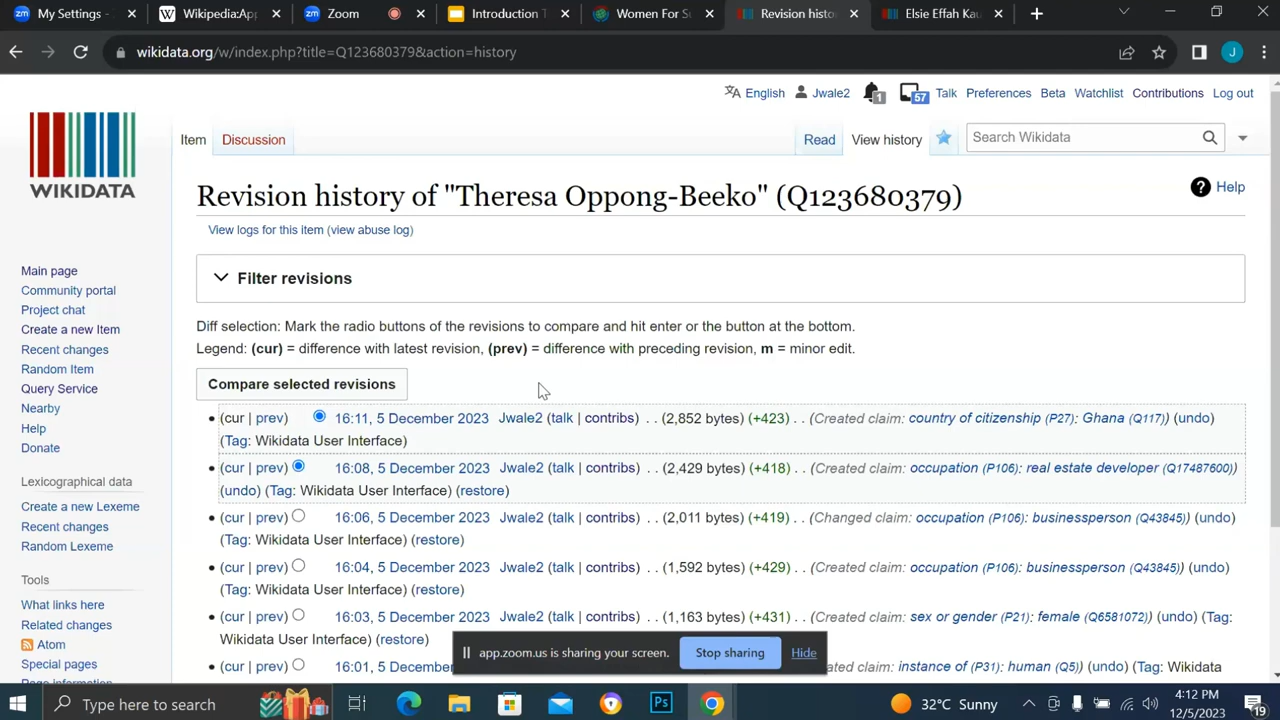 My Settings -
Wikipedia:Ap
Zoom
Introduction T
Women For Su
Revision histo
Elsie Effah Kau
wikidata.org/w/index.php?title=Q123680379&action=history
J
English Jwale2 1 57 Talk Preferences Beta Watchlist Contributions Log out
WIKIDATA
Item Discussion Read View history Search Wikidata
Revision history of "Theresa Oppong-Beeko" (Q123680379)
Help
View logs for this item (view abuse log)
Filter revisions
Main page
Community portal
Project chat
Create a new Item
Recent changes
Random Item
Query Service
Nearby
Help
Donate
Lexicographical data
Create a new Lexeme
Recent changes
Random Lexeme
Tools
What links here
Related changes
Atom
Special pages
Page information
Diff selection: Mark the radio buttons of the revisions to compare and hit enter or the button at the bottom.
Legend: (cur) = difference with latest revision, (prev) = difference with preceding revision, m = minor edit.
Compare selected revisions
(cur | prev) 16:11, 5 December 2023 Jwale2 (talk | contribs) . . (2,852 bytes) (+423) . . (Created claim: country of citizenship (P27): Ghana (Q117)) (undo)
(Tag: Wikidata User Interface)
(cur | prev) 16:08, 5 December 2023 Jwale2 (talk | contribs) . . (2,429 bytes) (+418) . . (Created claim: occupation (P106): real estate developer (Q17487600))
(undo) (Tag: Wikidata User Interface) (restore)
(cur | prev) 16:06, 5 December 2023 Jwale2 (talk | contribs) . . (2,011 bytes) (+419) . . (Changed claim: occupation (P106): businessperson (Q43845)) (undo)
(Tag: Wikidata User Interface) (restore)
(cur | prev) 16:04, 5 December 2023 Jwale2 (talk | contribs) . . (1,592 bytes) (+429) . . (Created claim: occupation (P106): businessperson (Q43845)) (undo)
(Tag: Wikidata User Interface) (restore)
(cur | prev) 16:03, 5 December 2023 Jwale2 (talk | contribs) . . (1,163 bytes) (+431) . . (Created claim: sex or gender (P21): female (Q6581072)) (undo) (Tag:
Wikidata User Interface) (restore)
(cur | prev) 16:01, 5 December ated claim: instance of (P31): human (Q5)) (undo) (Tag: Wikidata
app.zoom.us is sharing your screen. Stop sharing Hide
Type here to search
Ps
32°C Sunny
4:12 PM
12/5/2023
19